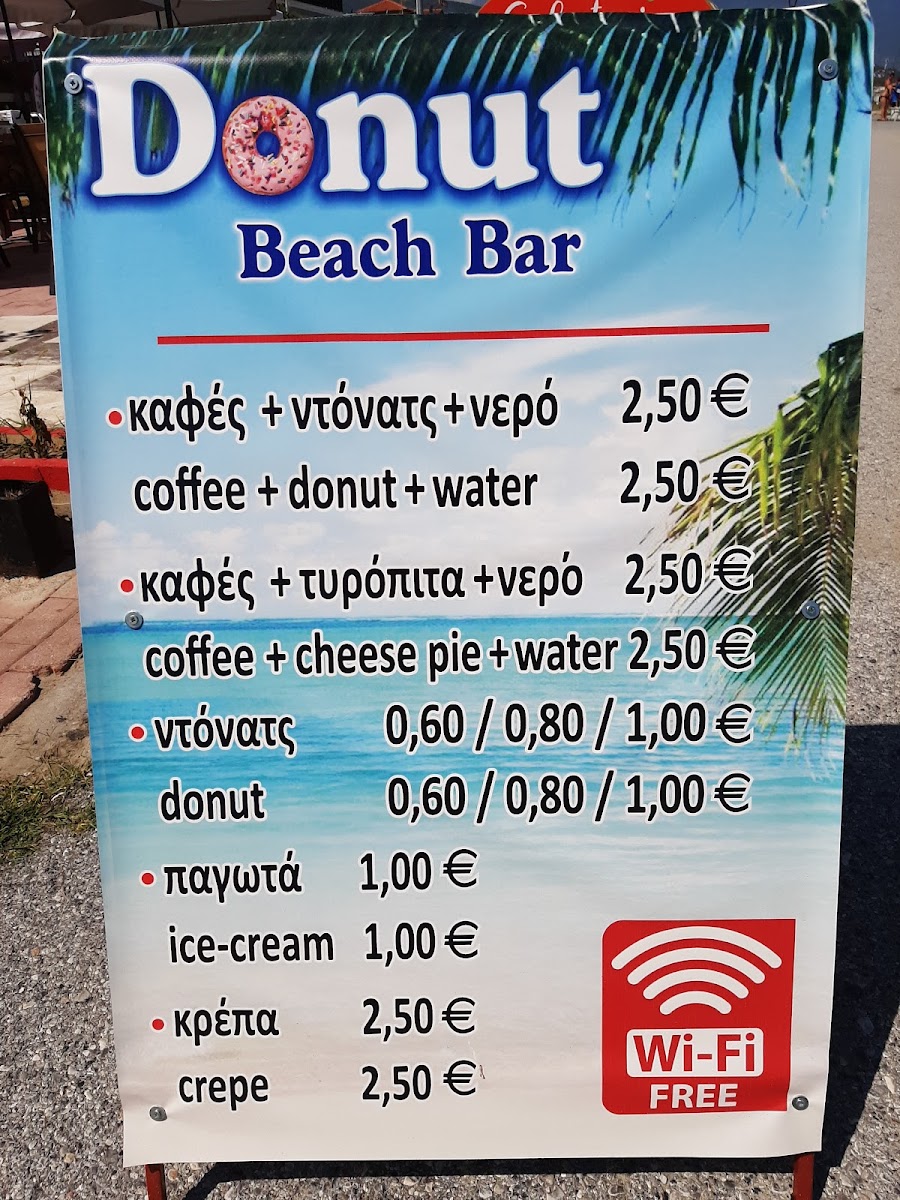 Donut
Beach Bar
• καφές + ντόνατς + νερό 2,50 €
coffee + donut + water 2,50 €
• καφές + τυρόπιτα + νερό 2,50 €
coffee + cheese pie + water 2,50 €
• ντόνατς 0,60 / 0,80 / 1,00 €
donut 0,60 / 0,80 / 1,00 €
• παγωτά 1,00 €
ice-cream 1,00 €
• κρέπα 2,50 €
crepe 2,50 €
Wi-Fi
FREE